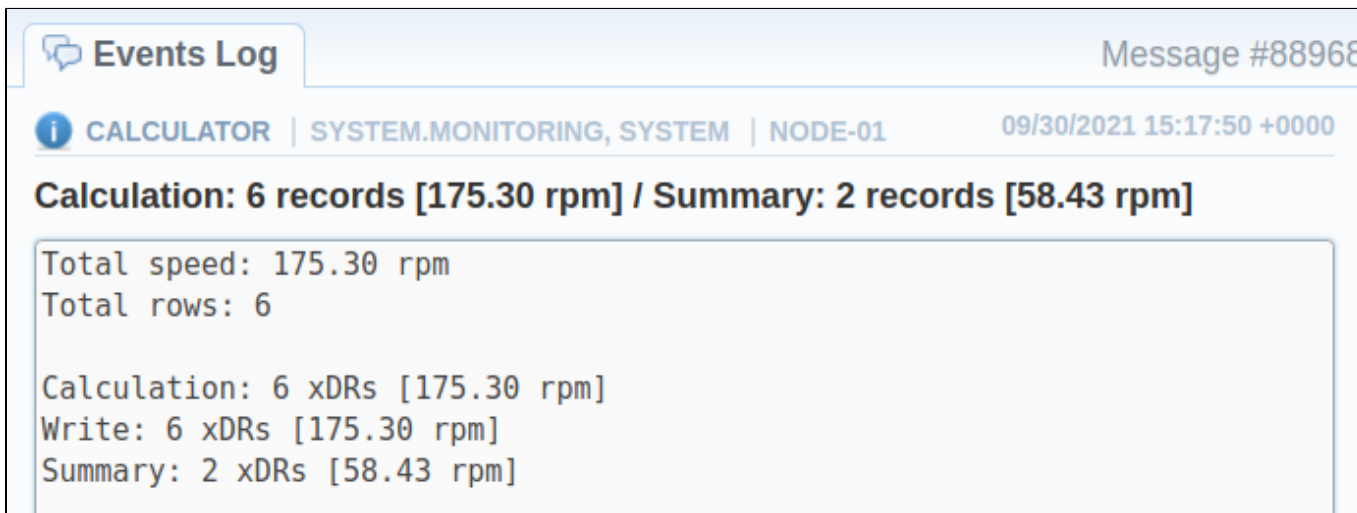 Events Log
Message #88968
CALCULATOR | SYSTEM.MONITORING, SYSTEM | NODE-01 09/30/2021 15:17:50 +0000
Calculation: 6 records [175.30 rpm] / Summary: 2 records [58.43 rpm]
Total speed: 175.30 rpm
Total rows: 6
Calculation: 6 xDRs [175.30 rpm]
Write: 6 xDRs [175.30 rpm]
Summary: 2 xDRs [58.43 rpm]